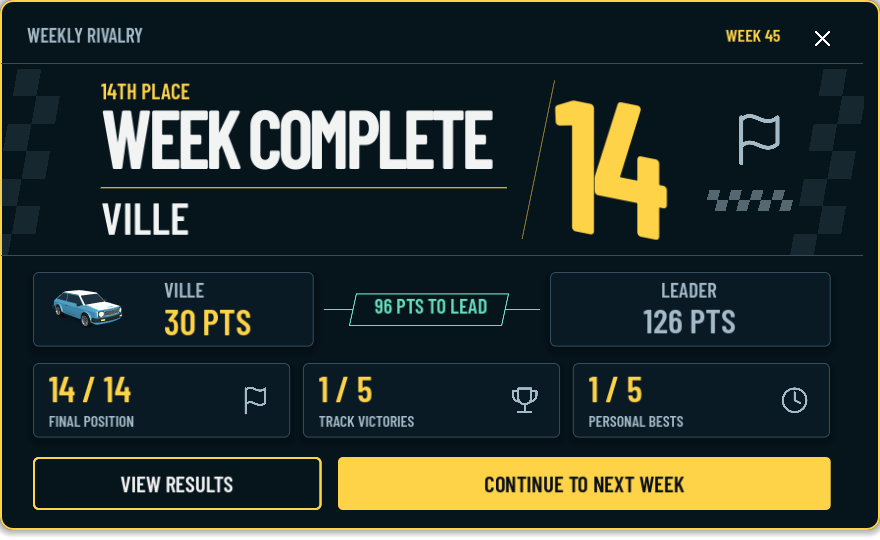 WEEKLY RIVALRY
WEEK 45
14TH PLACE
WEEK COMPLETE
VILLE
14
VILLE
30 PTS
96 PTS TO LEAD
LEADER
126 PTS
14 / 14
FINAL POSITION
1 / 5
TRACK VICTORIES
1 / 5
PERSONAL BESTS
VIEW RESULTS
CONTINUE TO NEXT WEEK